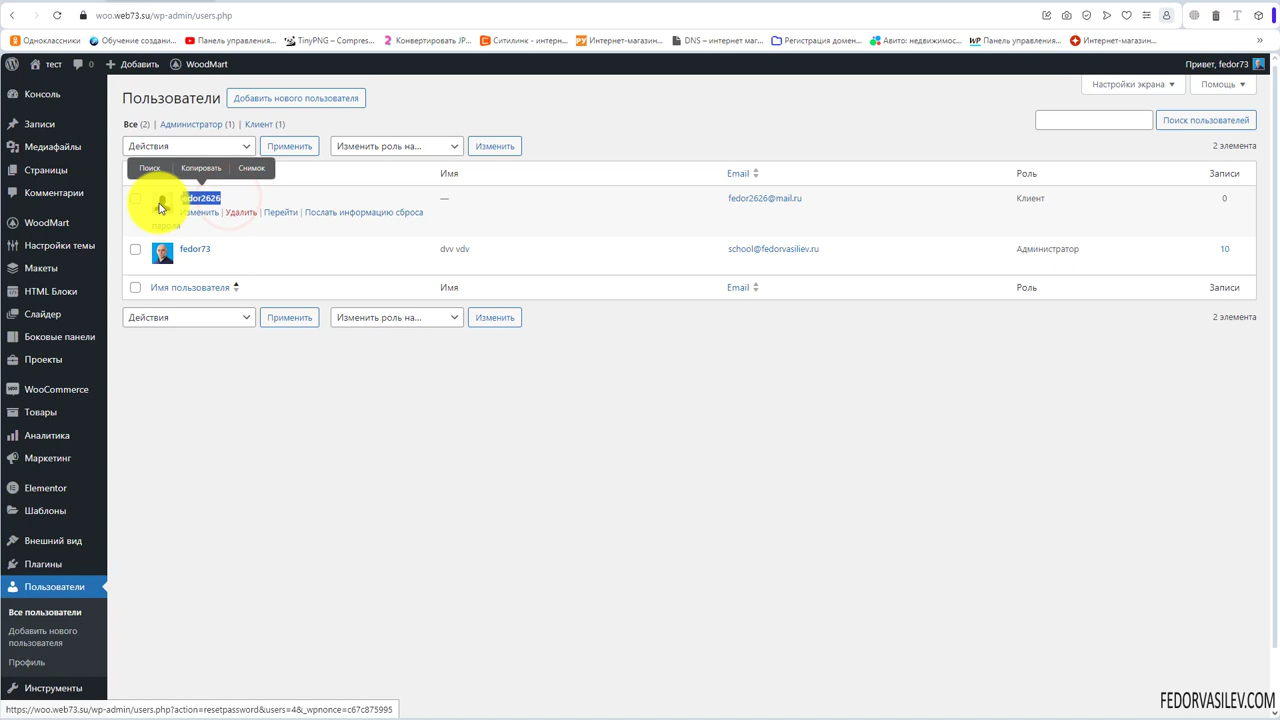 woo.web73.su/wp-admin/users.php
Одноклассники
Обучение создани...
Панель управления...
TinyPNG – Compres...
Конвертировать JP...
Ситилинк - интерн...
Интернет-магазин...
DNS – интернет маг...
Регистрация домен...
Авито: недвижимос...
Панель управления...
Интернет-магазин...
тест
0
Добавить
WoodMart
Привет, fedor73
Консоль
Записи
Медиафайлы
Страницы
Комментарии
WoodMart
Настройки темы
Макеты
HTML Блоки
Слайдер
Боковые панели
Проекты
WooCommerce
Товары
Аналитика
Маркетинг
Elementor
Шаблоны
Внешний вид
Плагины
Пользователи
Все пользователи
Добавить нового
пользователя
Профиль
Инструменты
Пользователи
Добавить нового пользователя
Настройки экрана
Помощь
Все (2) | Администратор (1) | Клиент (1)
Поиск пользователей
Действия
Применить
Изменить роль на...
Изменить
2 элемента
Поиск
Копировать
Снимок
Имя
Email
Роль
Записи
fedor2626
—
fedor2626@mail.ru
Клиент
0
Изменить | Удалить | Перейти | Послать информацию сброса
пароля
fedor73
dvv vdv
school@fedorvasiliev.ru
Администратор
10
Имя пользователя
Имя
Email
Роль
Записи
Действия
Применить
Изменить роль на...
Изменить
2 элемента
https://woo.web73.su/wp-admin/users.php?action=resetpassword&users=4&_wpnonce=c67c875995
FEDORVASILEV.COM